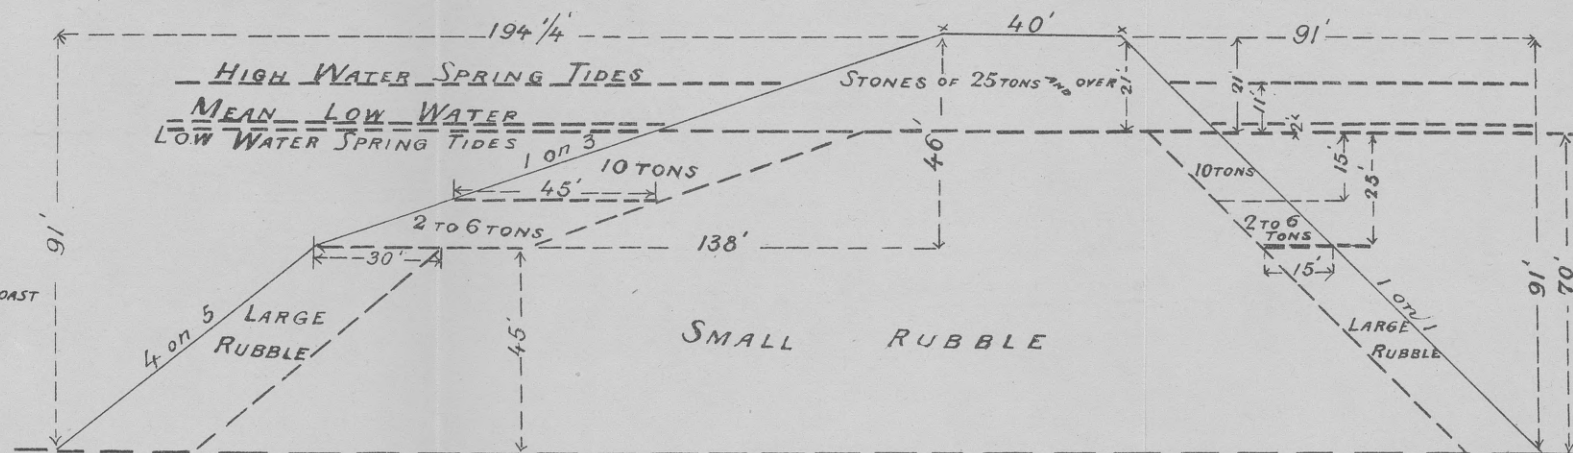 194'1/4'
40'
91'
HIGH WATER SPRING TIDES
STONES OF 25 TONS AND OVER
21'
21'
11'
MEAN LOW WATER
2'
LOW WATER SPRING TIDES
1 on 3
10 TONS
46'
10 TONS
15'
25'
45'
91'
2 TO 6 TONS
138'
2 TO 6
TONS
30'
15'
91'
70'
OAST
4 on 5
LARGE
RUBBLE
45'
SMALL RUBBLE
1 on 1
LARGE
RUBBLE